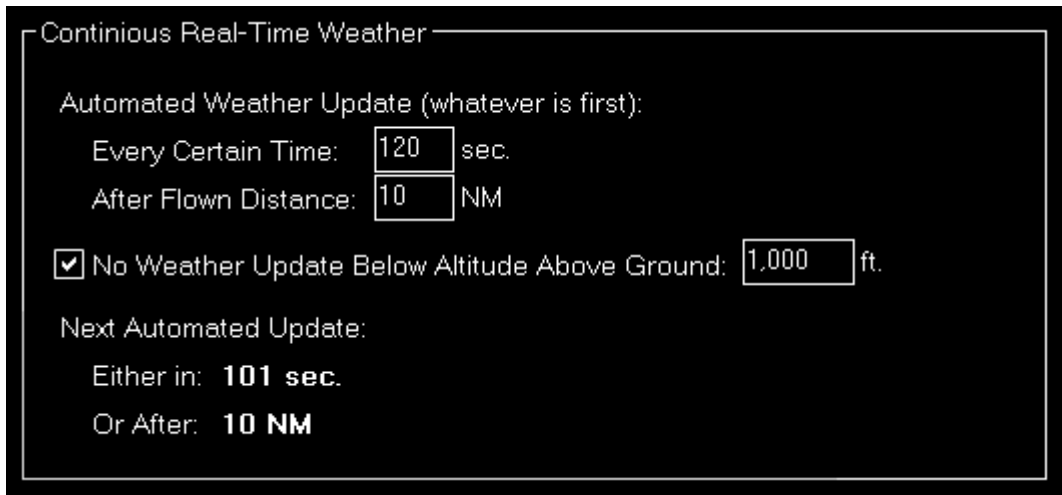 Continious Real-Time Weather
Automated Weather Update (whatever is first):
Every Certain Time: 120 sec.
After Flown Distance: 10 NM
No Weather Update Below Altitude Above Ground: 1,000 ft.
Next Automated Update:
Either in: 101 sec.
Or After: 10 NM